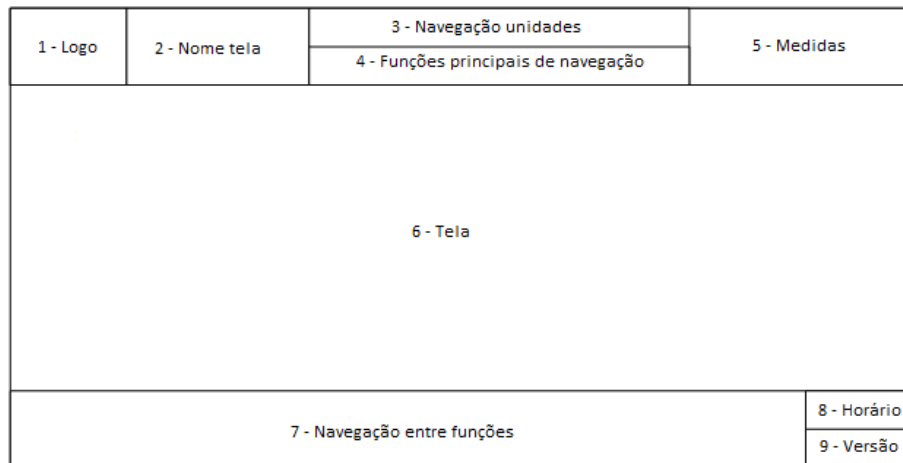 1 - Logo
2 - Nome tela
3 - Navegação unidades
4 - Funções principais de navegação
5 - Medidas
6 - Tela
7 - Navegação entre funções
8 - Horário
9 - Versão